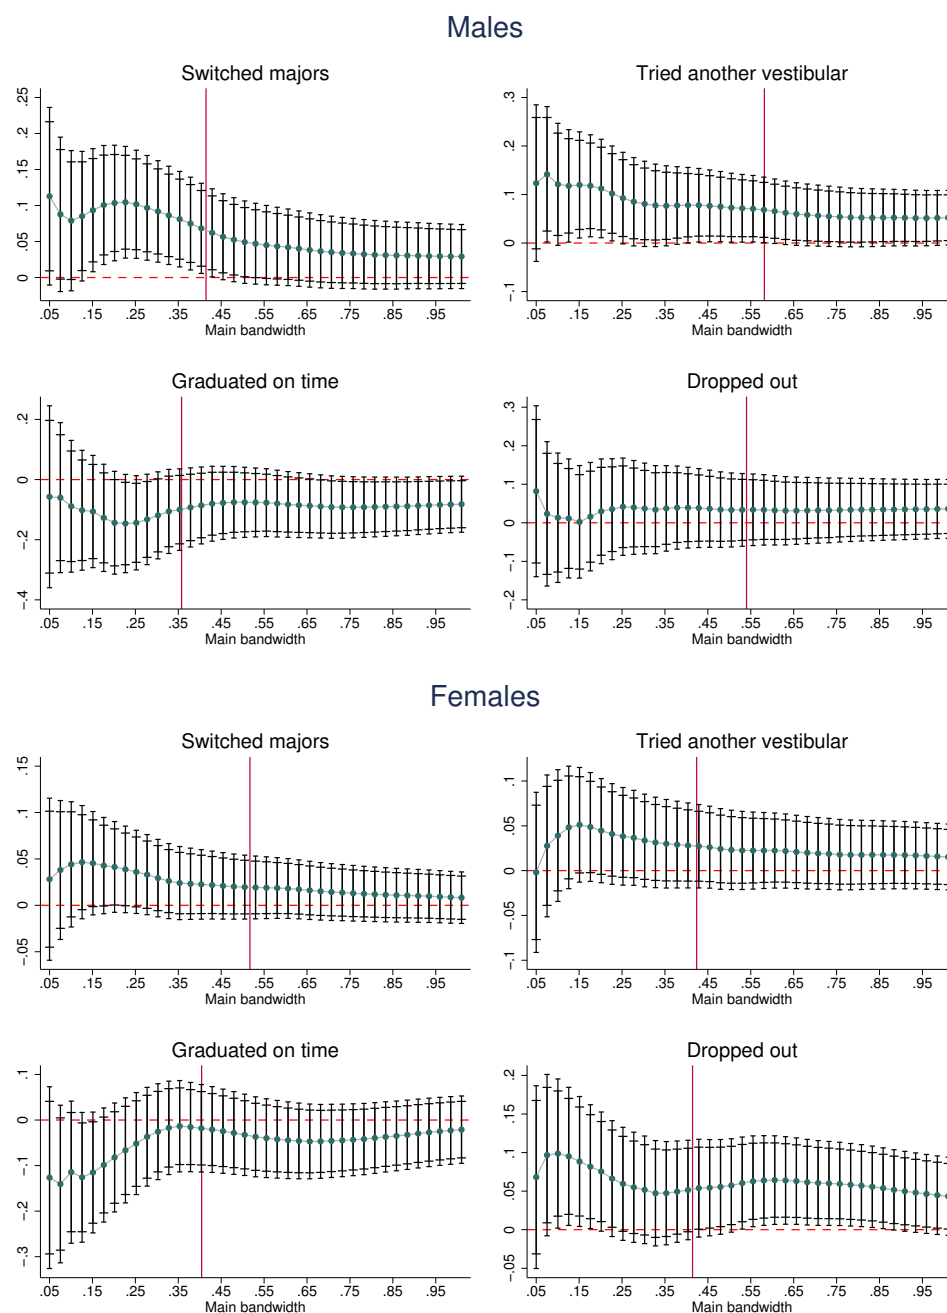 Males
Switched majors
.25
.2
.15
.1
.05
0
.05 .15 .25 .35 .45 .55 .65 .75 .85 .95
Main bandwidth
Tried another vestibular
.3
.2
.1
0
-.1
.05 .15 .25 .35 .45 .55 .65 .75 .85 .95
Main bandwidth
Graduated on time
.2
0
-.2
-.4
.05 .15 .25 .35 .45 .55 .65 .75 .85 .95
Main bandwidth
Dropped out
.3
.2
.1
0
-.1
-.2
.05 .15 .25 .35 .45 .55 .65 .75 .85 .95
Main bandwidth
Females
Switched majors
.15
.1
.05
0
-.05
.05 .15 .25 .35 .45 .55 .65 .75 .85 .95
Main bandwidth
Tried another vestibular
.1
.05
0
-.05
-.1
.05 .15 .25 .35 .45 .55 .65 .75 .85 .95
Main bandwidth
Graduated on time
.1
0
-.1
-.2
-.3
.05 .15 .25 .35 .45 .55 .65 .75 .85 .95
Main bandwidth
Dropped out
.2
.15
.1
.05
0
-.05
.05 .15 .25 .35 .45 .55 .65 .75 .85 .95
Main bandwidth